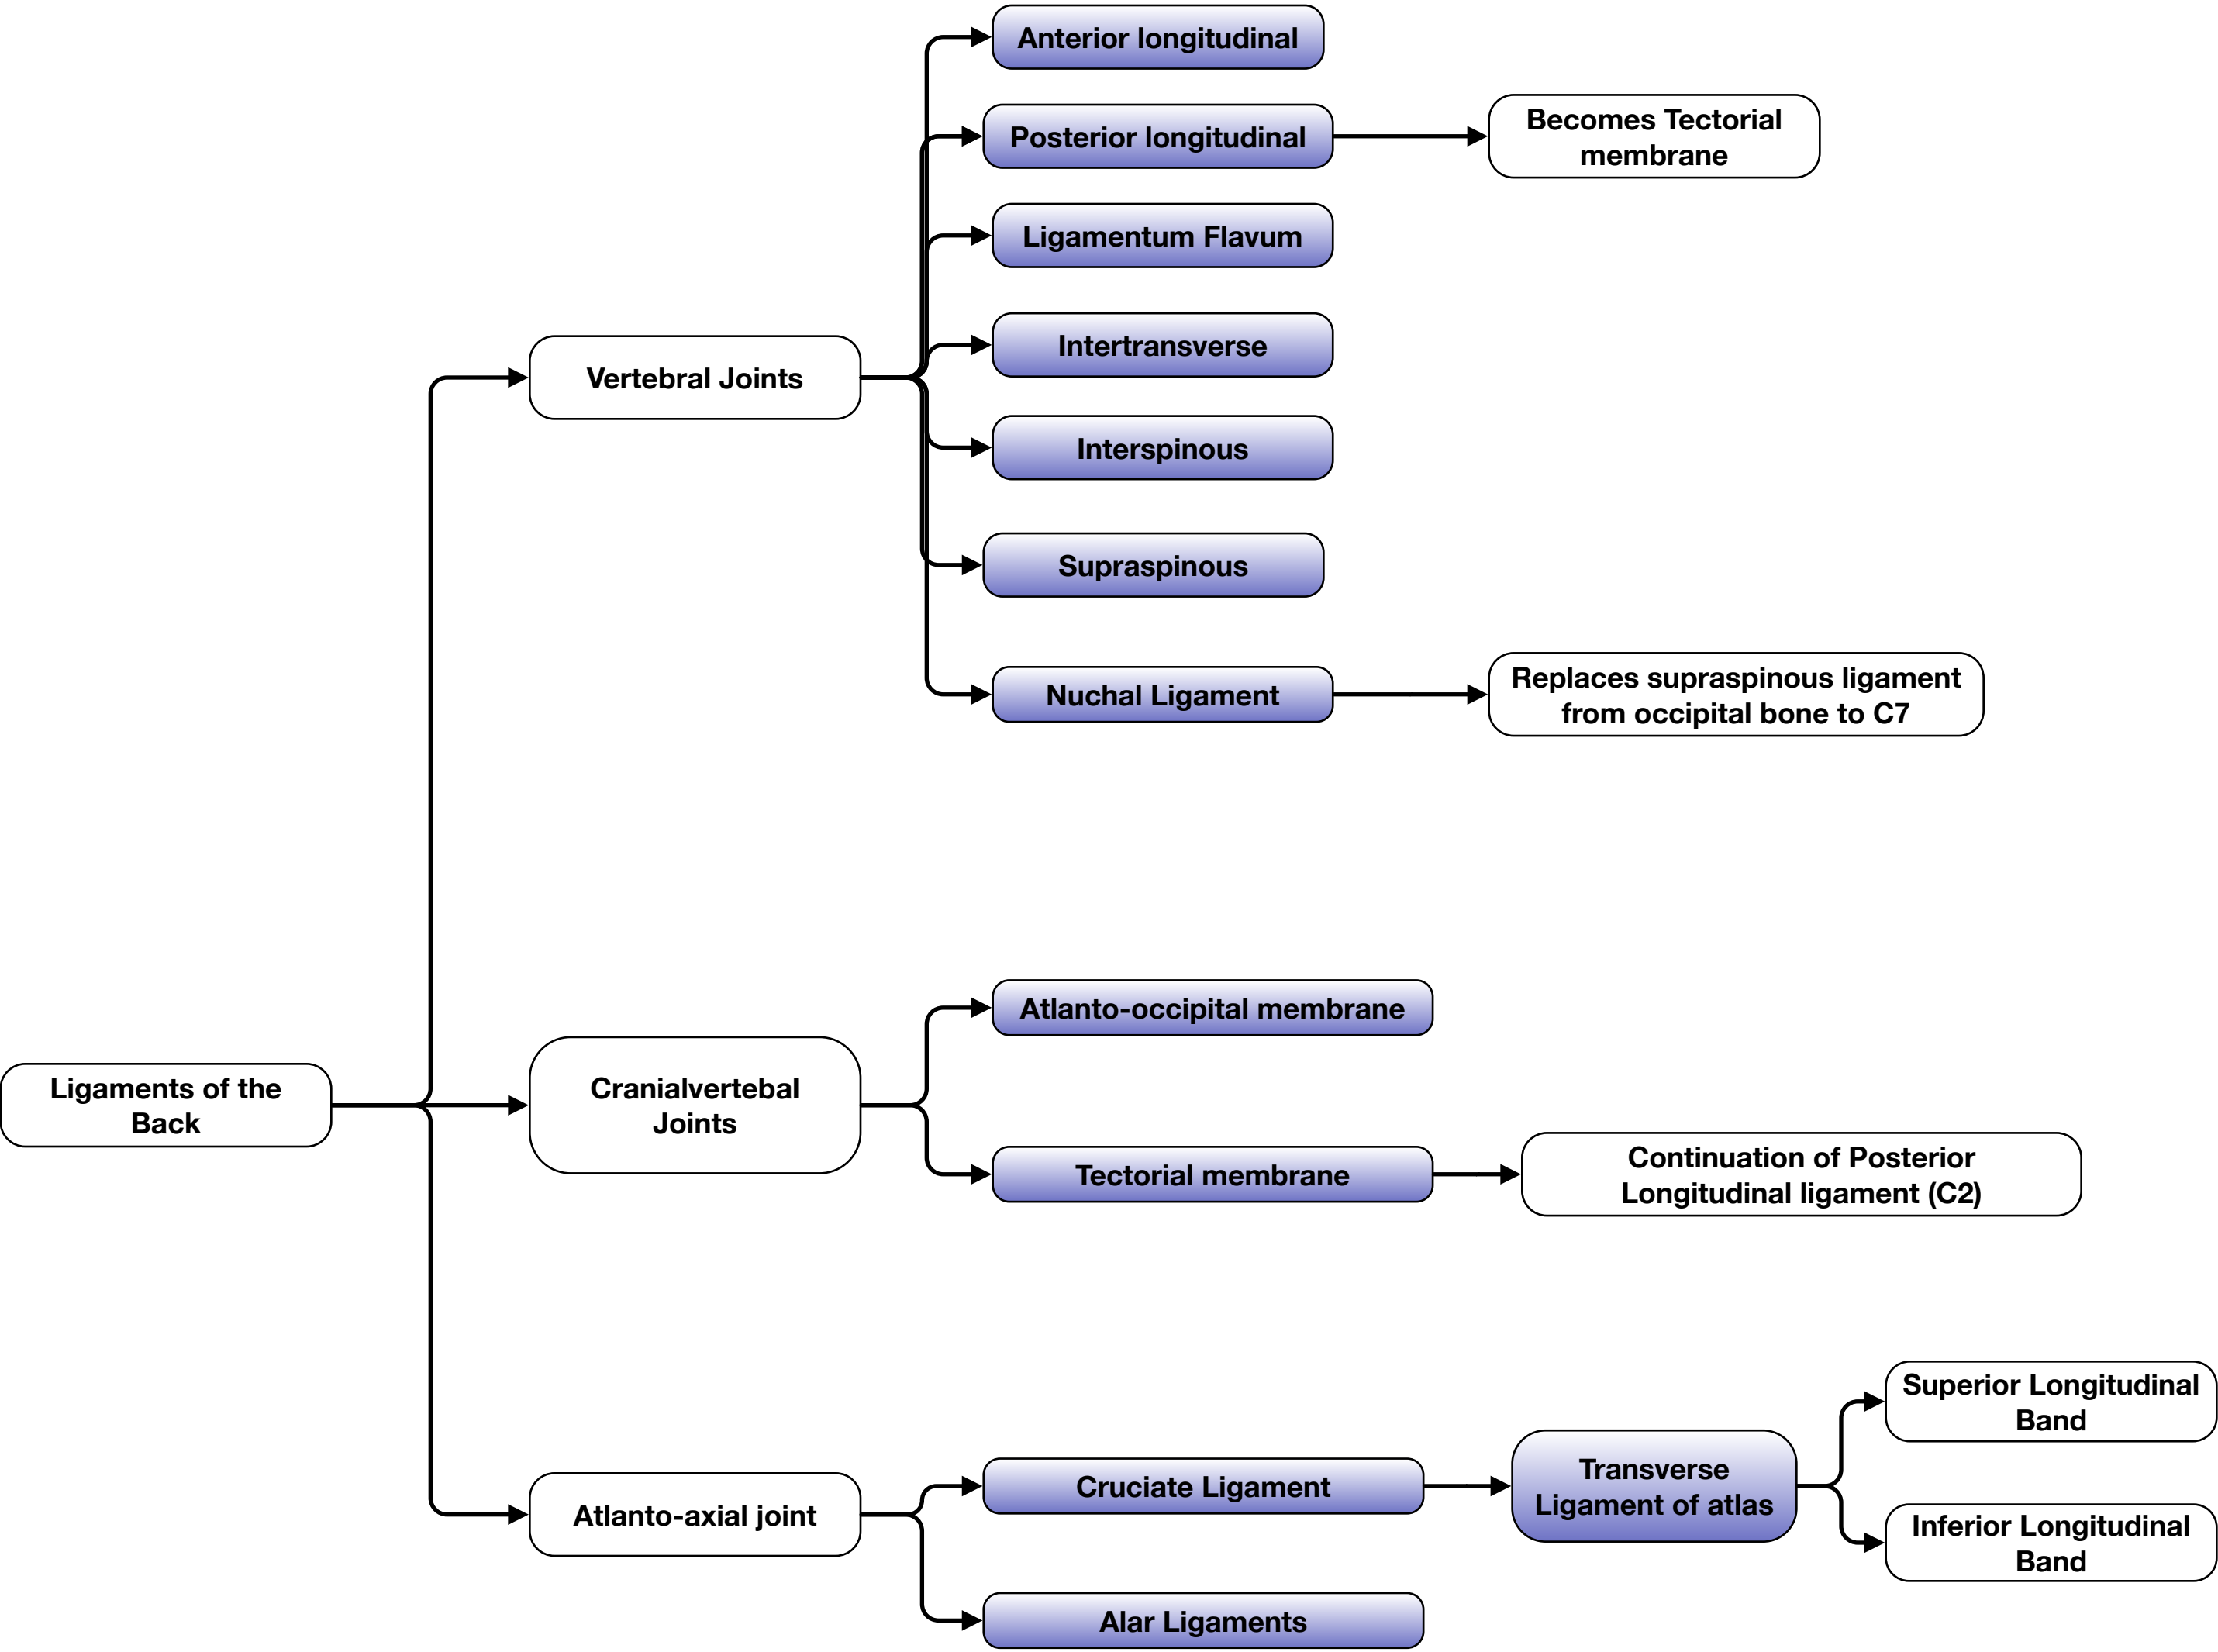 Anterior longitudinal
Posterior longitudinal
Becomes Tectorial
membrane
Ligamentum Flavum
Intertransverse
Vertebral Joints
Interspinous
Supraspinous
Nuchal Ligament
Replaces supraspinous ligament
from occipital bone to C7
Atlanto-occipital membrane
Ligaments of the
Back
Cranialvertebal
Joints
Tectorial membrane
Continuation of Posterior
Longitudinal ligament (C2)
Atlanto-axial joint
Cruciate Ligament
Transverse
Ligament of atlas
Superior Longitudinal
Band
Inferior Longitudinal
Band
Alar Ligaments